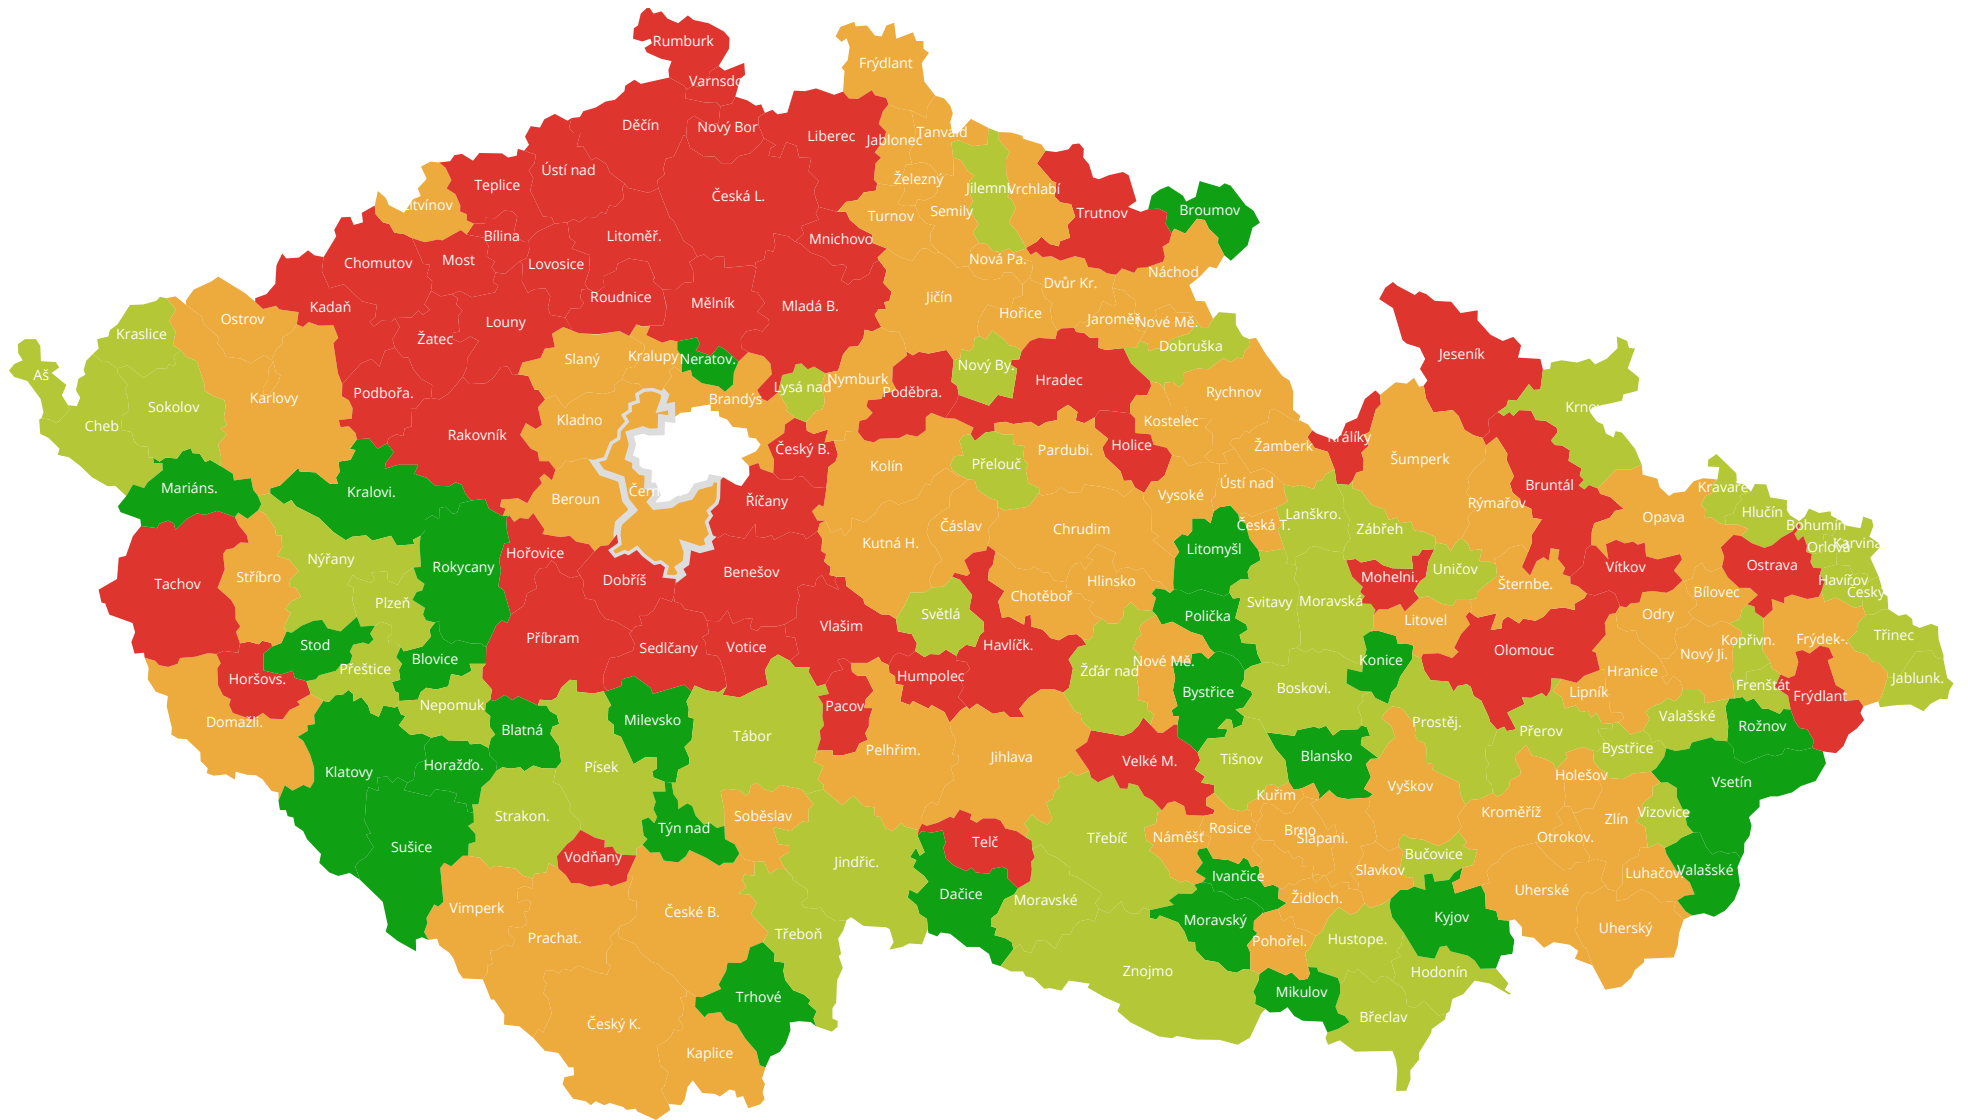 Rumburk
Frýdlant
Varnsdo
Děčín
Nový Bor
Liberec
Jablonec
Tanvald
Ústí nad
Teplice
Česká L.
Železný
Jilemni
Vrchlabí
Litvínov
Turnov
Semily
Trutnov
Broumov
Bílina
Litoměř.
Mnichovo
Chomutov
Most
Lovosice
Nová Pa.
Náchod
Kadaň
Roudnice
Mělník
Mladá B.
Jičín
Dvůr Kr.
Ostrov
Louny
Hořice
Jaroměř
Nové Mě.
Kraslice
Žatec
Slaný
Kralupy
Neratov.
Dobruška
Jeseník
Aš
Podbořa.
Lysá nad
Nymburk
Poděbra.
Nový By.
Hradec
Rychnov
Cheb
Sokolov
Karlovy
Rakovník
Kladno
Brandýs
Kostelec
Krno
Český B.
Kolín
Přelouč
Pardubi.
Holice
Žamberk
Králíky
Šumperk
Mariáns.
Kralovi.
Beroun
Čern
Říčany
Vysoké
Ústí nad
Bruntál
Kravaře
Rýmařov
Kutná H.
Čáslav
Chrudim
Česká T.
Lanškro.
Zábřeh
Opava
Hlučín
Bohumín
Nýřany
Hořovice
Litomyšl
Orlová
Karviná
Tachov
Stříbro
Rokycany
Dobříš
Benešov
Chotěboř
Hlinsko
Mohelni.
Uničov
Šternbe.
Vítkov
Ostrava
Havířov
Český
Plzeň
Světlá
Polička
Svitavy
Moravská
Litovel
Odry
Bílovec
Stod
Příbram
Sedlčany
Votice
Vlašim
Havlíčk.
Konice
Olomouc
Nový Ji.
Kopřivn.
Frýdek-.
Třinec
Horšovs.
Přeštice
Blovice
Humpolec
Žďár nad
Nové Mě.
Bystřice
Boskovi.
Hranice
Lipník
Frenštát
Frýdlant
Jablunk.
Domažli.
Nepomuk
Blatná
Milevsko
Tábor
Pacov
Prostěj.
Přerov
Valašské
Rožnov
Klatovy
Horažďo.
Písek
Pelhřim.
Jihlava
Velké M.
Tišnov
Blansko
Bystřice
Vyškov
Holešov
Vsetín
Sušice
Strakon.
Týn nad
Soběslav
Kuřim
Kroměříž
Zlín
Vizovice
Vodňany
Jindřic.
Telč
Třebíč
Náměšť
Rosice
Brno
Šlapani.
Otrokov.
Bučovice
Slavkov
Luhačov.
Valašské
Vimperk
České B.
Dačice
Moravské
Ivančice
Židloch.
Uherské
Prachat.
Třeboň
Moravský
Pohořel.
Hustope.
Kyjov
Uherský
Český K.
Trhové
Znojmo
Mikulov
Hodonín
Kaplice
Břeclav